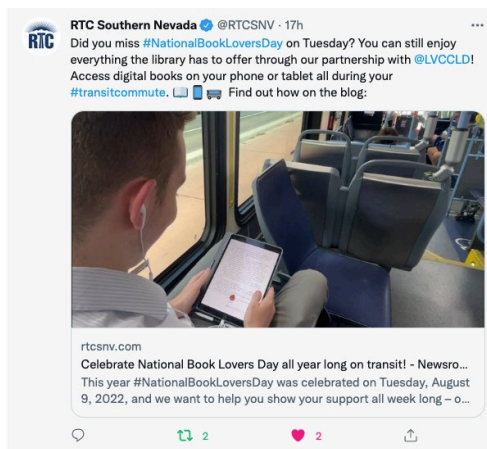 RTC Southern Nevada @RTCSNV · 17h
RTC
Did you miss #NationalBookLoversDay on Tuesday? You can still enjoy
everything the library has to offer through our partnership with @LVCCLD!
Access digital books on your phone or tablet all during your
#transitcommute. 📖📱🚌 Find out how on the blog:
rtcsnv.com
Celebrate National Book Lovers Day all year long on transit! - Newsro...
This year #NationalBookLoversDay was celebrated on Tuesday, August
9, 2022, and we want to help you show your support all week long – o...
2
2